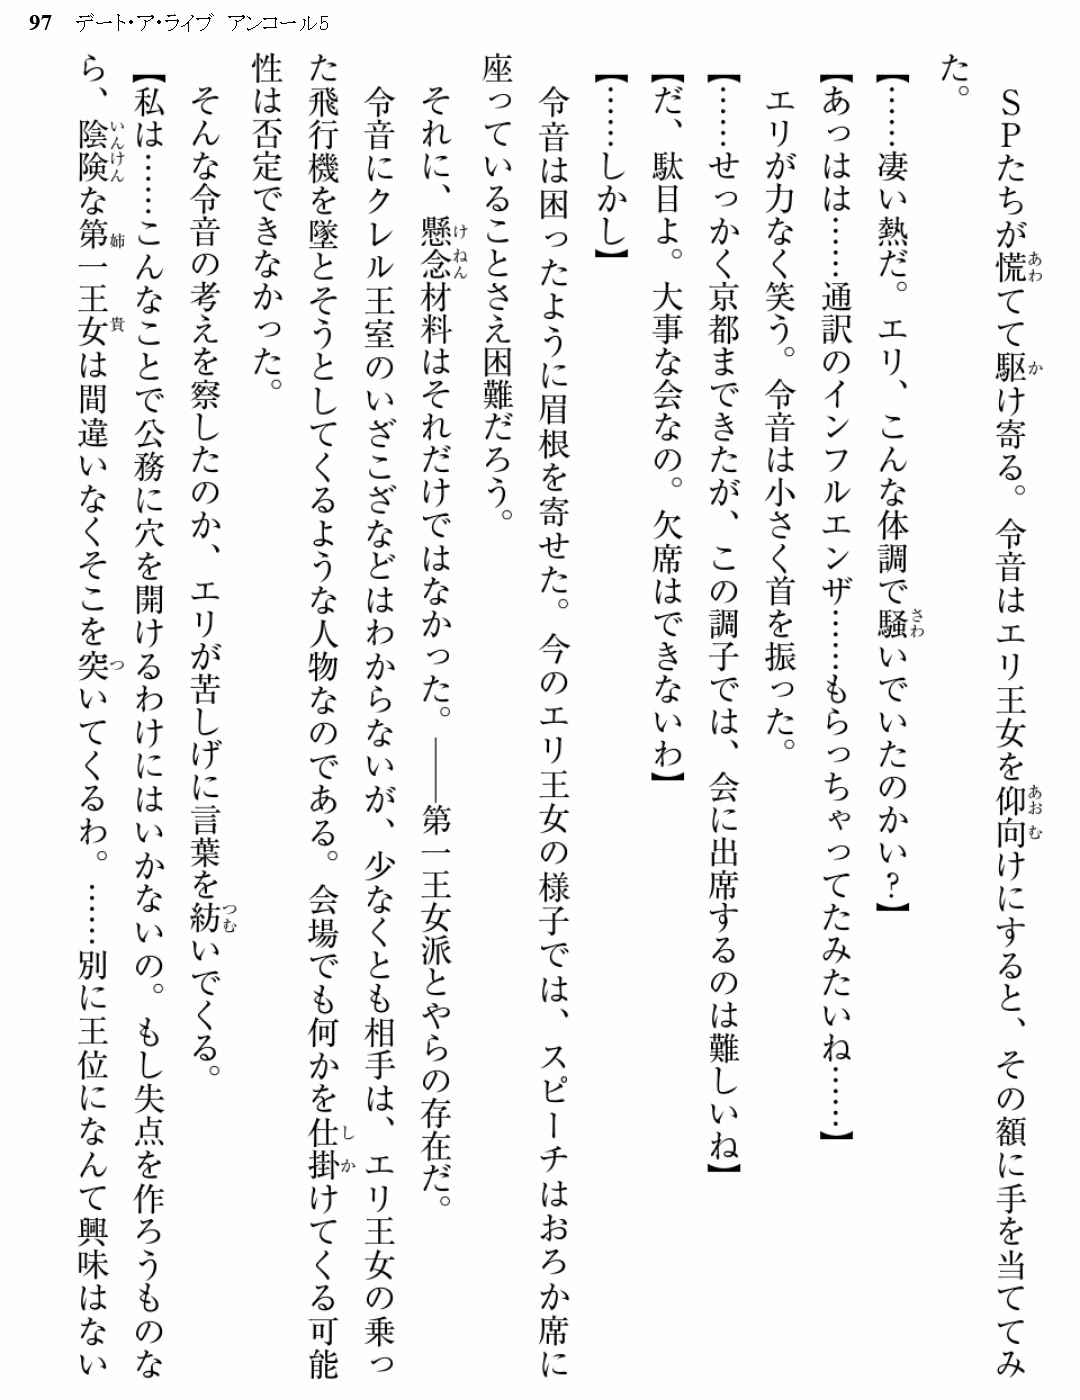 97 デート・ア・ライブ アンコール5
　ＳＰたちが慌てて駆け寄る。令音はエリ王女を仰向けにすると、その額に手を当ててみ
た。
【……凄い熱だ。エリ、こんな体調で騒いでいたのかい？】
【あっはは……通訳のインフルエンザ……もらっちゃってたみたいね……】
　エリが力なく笑う。令音は小さく首を振った。
【……せっかく京都まできたが、この調子では、会に出席するのは難しいね】
【だ、駄目よ。大事な会なの。欠席はできないわ】
【……しかし】
　令音は困ったように眉根を寄せた。今のエリ王女の様子では、スピーチはおろか席に
座っていることさえ困難だろう。
　それに、懸念材料はそれだけではなかった。――第一王女派とやらの存在だ。
　令音にクレル王室のいざこざなどはわからないが、少なくとも相手は、エリ王女の乗っ
た飛行機を墜とそうとしてくるような人物なのである。会場でも何かを仕掛けてくる可能
性は否定できなかった。
　そんな令音の考えを察したのか、エリが苦しげに言葉を紡いでくる。
【私は……こんなことで公務に穴を開けるわけにはいかないの。もし失点を作ろうものな
ら、陰険な第一王女は間違いなくそこを突いてくるわ。……別に王位になんて興味はない